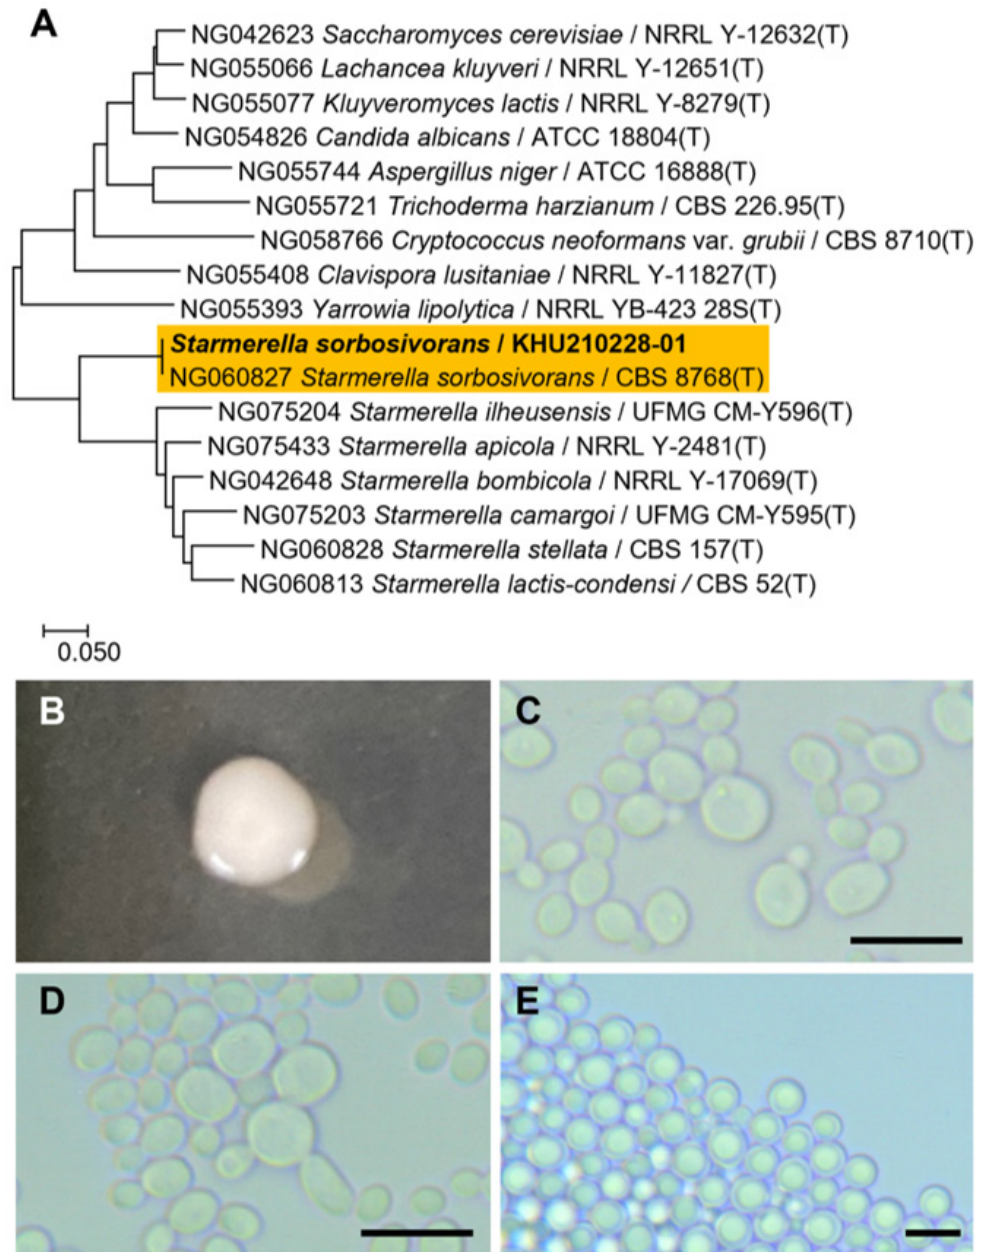 A
NG042623 Saccharomyces cerevisiae / NRRL Y-12632(T)
NG055066 Lachancea kluyveri / NRRL Y-12651(T)
NG055077 Kluyveromyces lactis / NRRL Y-8279(T)
NG054826 Candida albicans / ATCC 18804(T)
NG055744 Aspergillus niger / ATCC 16888(T)
NG055721 Trichoderma harzianum / CBS 226.95(T)
NG058766 Cryptococcus neoformans var. grubii / CBS 8710(T)
NG055408 Clavispora lusitaniae / NRRL Y-11827(T)
NG055393 Yarrowia lipolytica / NRRL YB-423 28S(T)
Starmerella sorbosivorans / KHU210228-01
NG060827 Starmerella sorbosivorans / CBS 8768(T)
NG075204 Starmerella ilheusensis / UFMG CM-Y596(T)
NG075433 Starmerella apicola / NRRL Y-2481(T)
NG042648 Starmerella bombicola / NRRL Y-17069(T)
NG075203 Starmerella camargoi / UFMG CM-Y595(T)
NG060828 Starmerella stellata / CBS 157(T)
NG060813 Starmerella lactis-condensi / CBS 52(T)
0.050
B
C
D
E